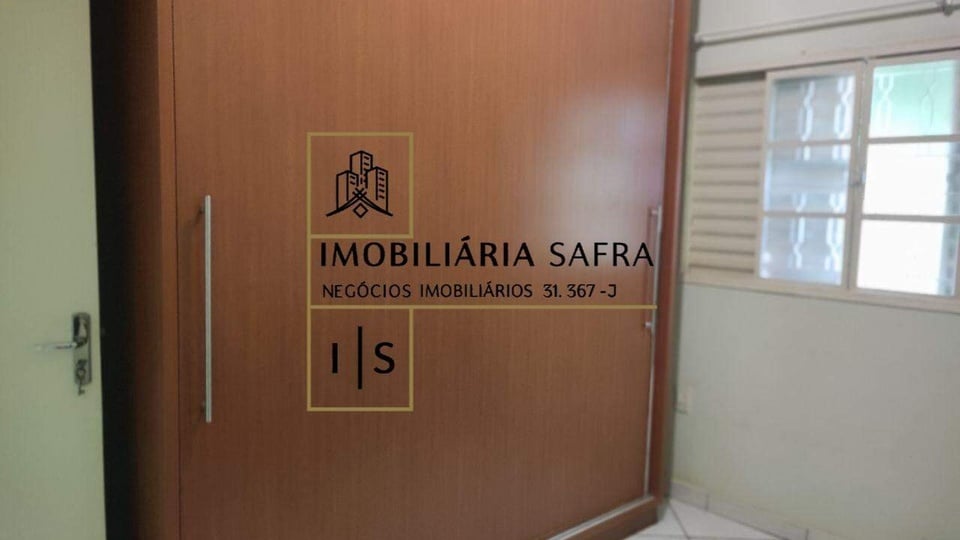 IMOBILIÁRIA SAFRA
NEGÓCIOS IMOBILIÁRIOS 31. 367 -J
I|S